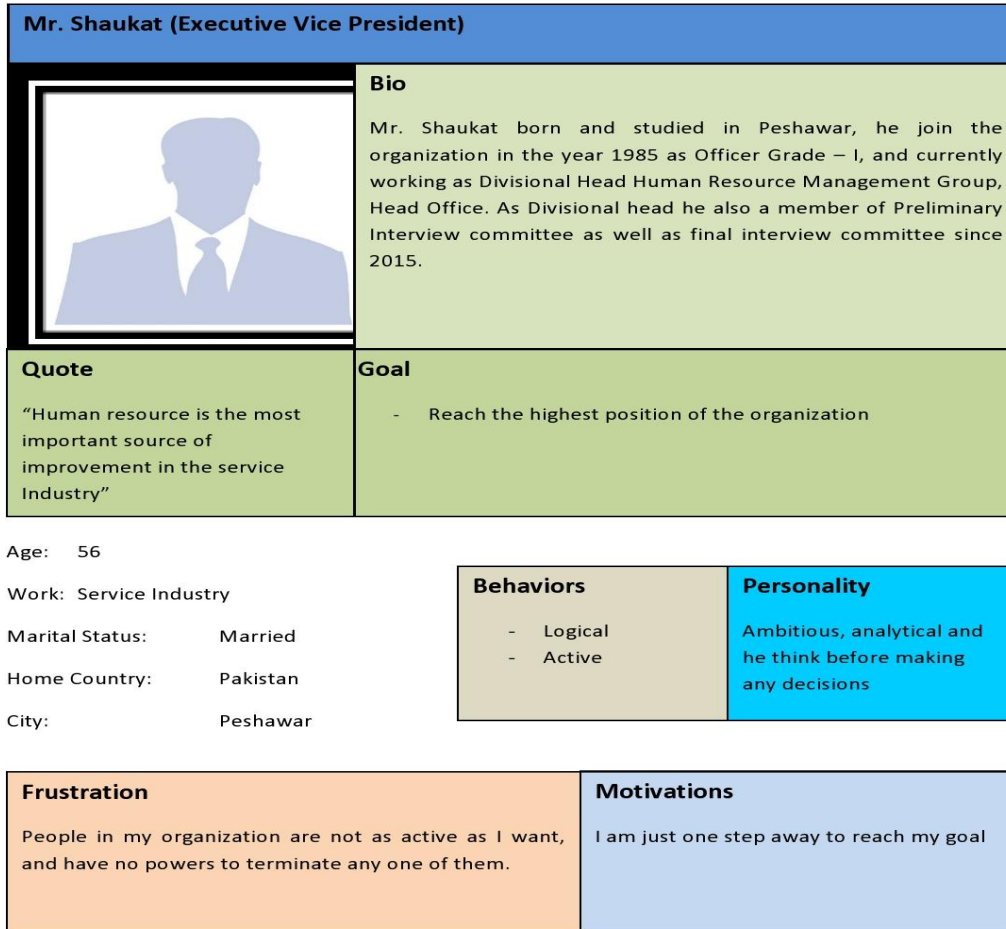 Mr. Shaukat (Executive Vice President)
Bio
Mr. Shaukat born and studied in Peshawar, he join the
organization in the year 1985 as Officer Grade – I, and currently
working as Divisional Head Human Resource Management Group,
Head Office. As Divisional head he also a member of Preliminary
Interview committee as well as final interview committee since
2015.
Quote
“Human resource is the most
important source of
improvement in the service
Industry”
Goal
- Reach the highest position of the organization
Age: 56
Work: Service Industry
Marital Status: Married
Home Country: Pakistan
City: Peshawar
Behaviors
- Logical
- Active
Personality
Ambitious, analytical and
he think before making
any decisions
Frustration
People in my organization are not as active as I want,
and have no powers to terminate any one of them.
Motivations
I am just one step away to reach my goal